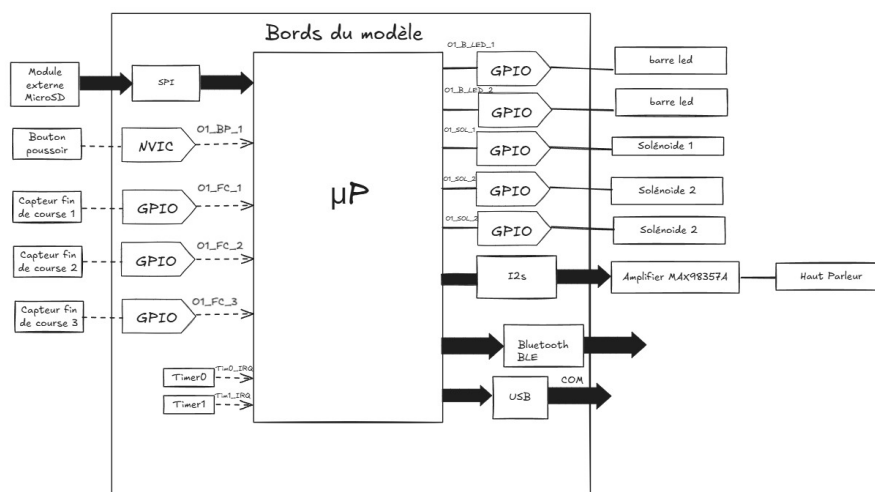 Bords du modèle
Module
externe
MicroSD
SPI
Bouton
poussoir
NVIC
O1_BP_1
Capteur fin
de course 1
GPIO
O1_FC_1
Capteur fin
de course 2
GPIO
O1_FC_2
Capteur fin
de course 3
GPIO
O1_FC_3
Timer0
Tim0_IRQ
Timer1
Tim1_IRQ
µP
O1_B_LED_1
GPIO
barre led
O1_B_LED_2
GPIO
barre led
O1_SOL_1
GPIO
Solénoide 1
O1_SOL_2
GPIO
Solénoide 2
O1_SOL_2
GPIO
Solénoide 2
I2s
Amplifier MAX98357A
Haut Parleur
Bluetooth
BLE
USB
COM